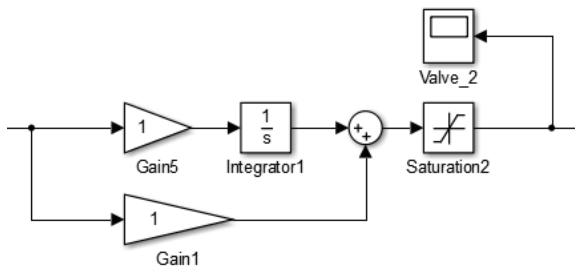 Valve_2
1
Gain5
1
s
Integrator1
++
Saturation2
1
Gain1